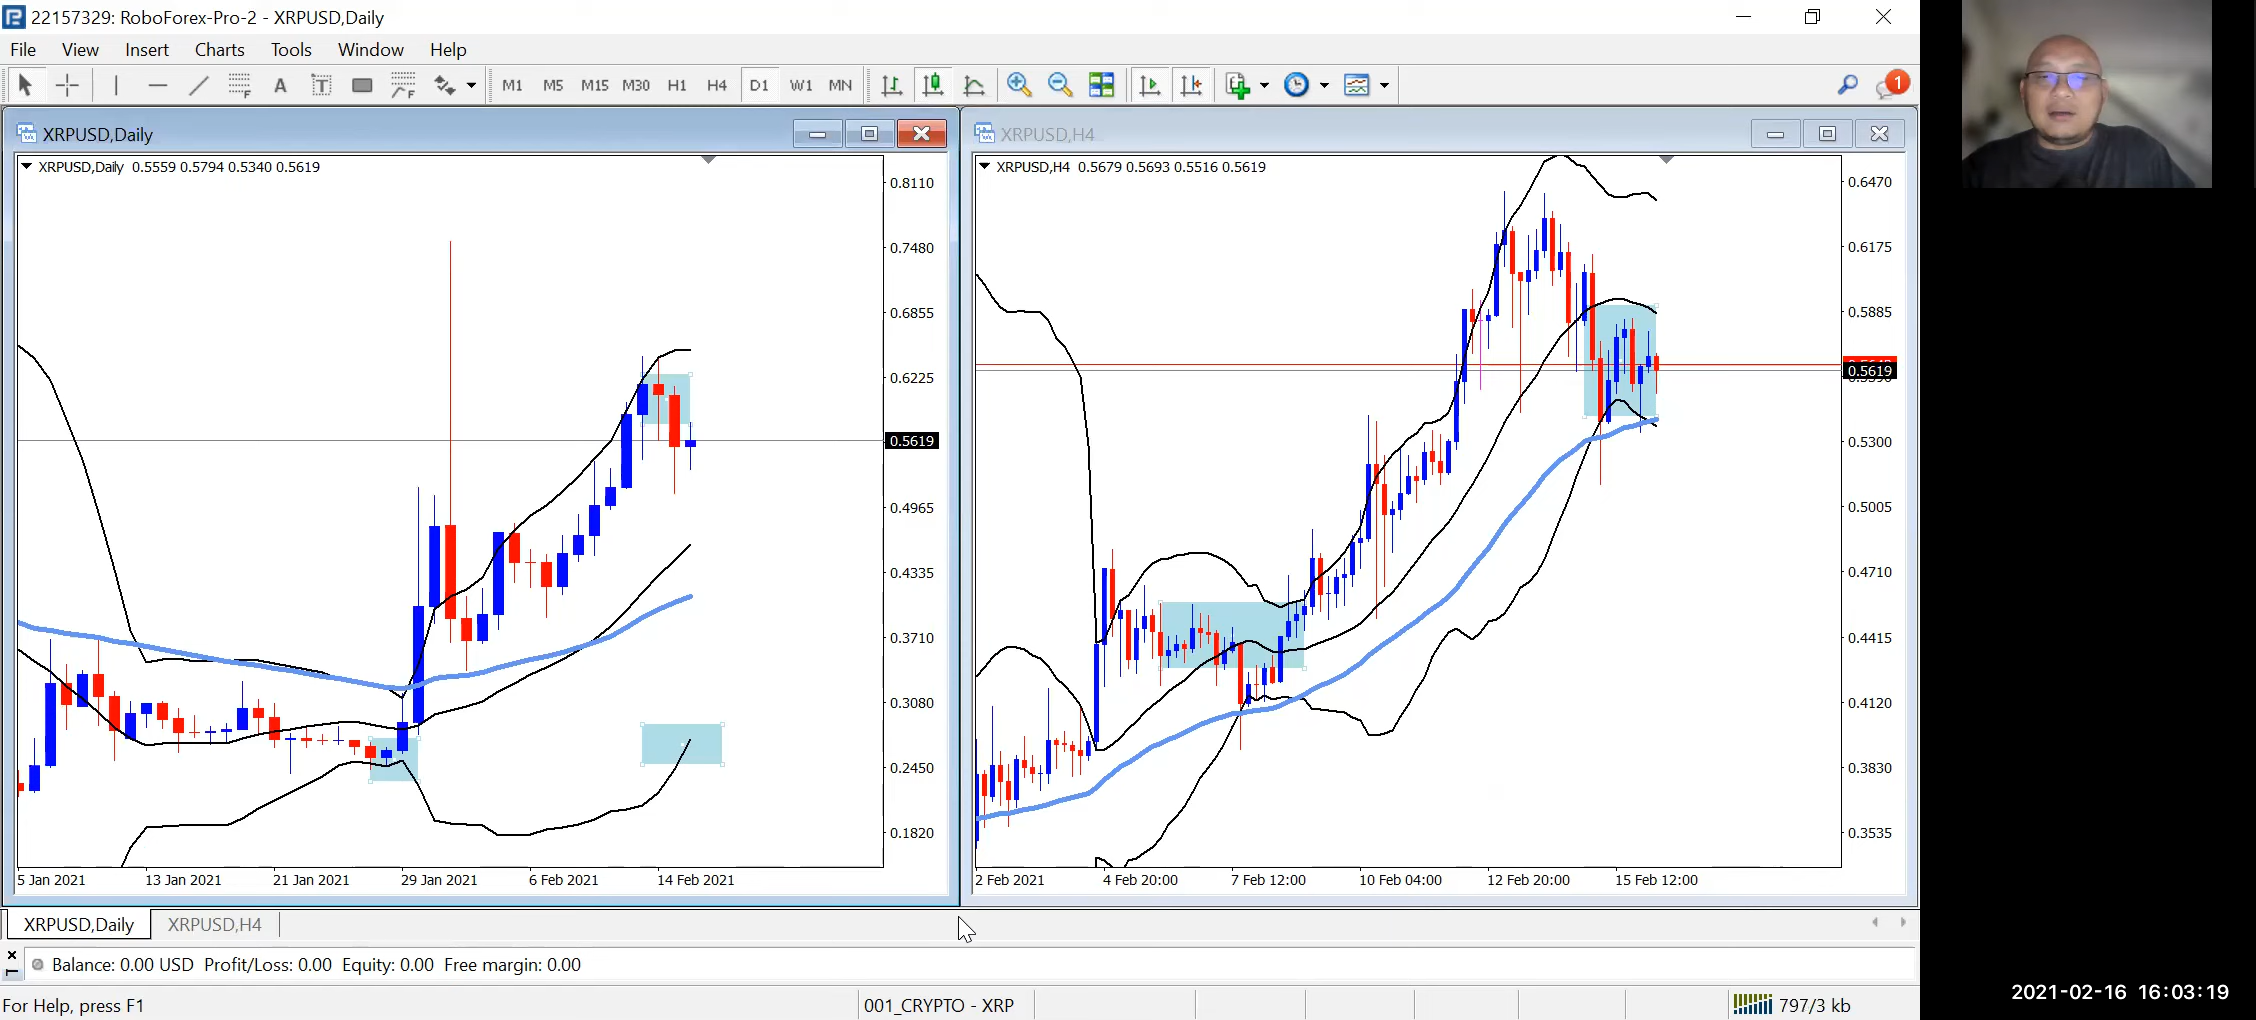 22157329: RoboForex-Pro-2 - XRPUSD,Daily
File View Insert Charts Tools Window Help
M1 M5 M15 M30 H1 H4 D1 W1 MN
1
XRPUSD,Daily
XRPUSD,Daily 0.5559 0.5794 0.5340 0.5619
0.8110
0.7480
0.6855
0.6225
0.5619
0.4965
0.4335
0.3710
0.3080
0.2450
0.1820
5 Jan 2021 13 Jan 2021 21 Jan 2021 29 Jan 2021 6 Feb 2021 14 Feb 2021
XRPUSD,H4
XRPUSD,H4 0.5679 0.5693 0.5516 0.5619
0.6470
0.6175
0.5885
0.5619
0.5300
0.5005
0.4710
0.4415
0.4120
0.3830
0.3535
2 Feb 2021 4 Feb 20:00 7 Feb 12:00 10 Feb 04:00 12 Feb 20:00 15 Feb 12:00
XRPUSD,Daily XRPUSD,H4
Balance: 0.00 USD Profit/Loss: 0.00 Equity: 0.00 Free margin: 0.00
For Help, press F1
001_CRYPTO - XRP
797/3 kb
2021-02-16 16:03:19